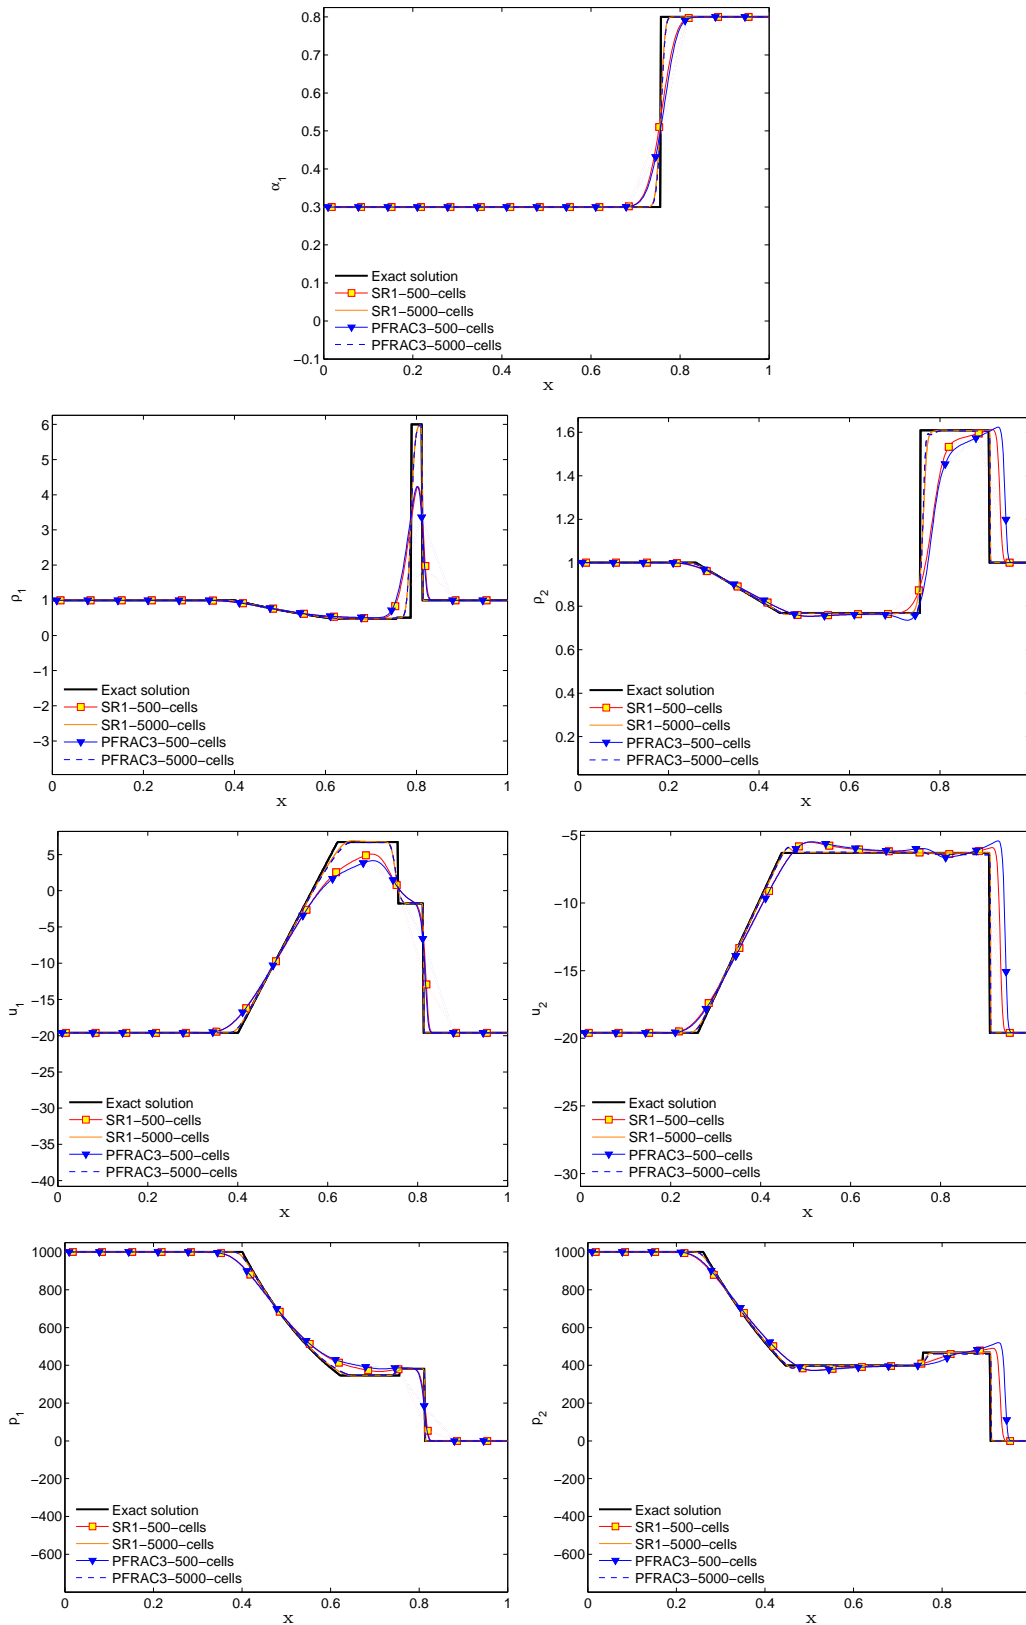 0.8
0.7
0.6
0.5
0.4
0.3
0.2
0.1
0
−0.1
α1
Exact solution
SR1−500−cells
SR1−5000−cells
PFRAC3−500−cells
PFRAC3−5000−cells
0 0.2 0.4 0.6 0.8 1
x
6
5
4
3
2
1
0
−1
−2
−3
ρ1
Exact solution
SR1−500−cells
SR1−5000−cells
PFRAC3−500−cells
PFRAC3−5000−cells
0 0.2 0.4 0.6 0.8 1
x
1.6
1.4
1.2
1
0.8
0.6
0.4
0.2
ρ2
Exact solution
SR1−500−cells
SR1−5000−cells
PFRAC3−500−cells
PFRAC3−5000−cells
0 0.2 0.4 0.6 0.8
x
5
0
−5
−10
−15
−20
−25
−30
−35
−40
u1
Exact solution
SR1−500−cells
SR1−5000−cells
PFRAC3−500−cells
PFRAC3−5000−cells
0 0.2 0.4 0.6 0.8 1
x
−5
−10
−15
−20
−25
−30
u2
Exact solution
SR1−500−cells
SR1−5000−cells
PFRAC3−500−cells
PFRAC3−5000−cells
0 0.2 0.4 0.6 0.8
x
1000
800
600
400
200
0
−200
−400
−600
p1
Exact solution
SR1−500−cells
SR1−5000−cells
PFRAC3−500−cells
PFRAC3−5000−cells
0 0.2 0.4 0.6 0.8 1
x
1000
800
600
400
200
0
−200
−400
−600
p2
Exact solution
SR1−500−cells
SR1−5000−cells
PFRAC3−500−cells
PFRAC3−5000−cells
0 0.2 0.4 0.6 0.8
x